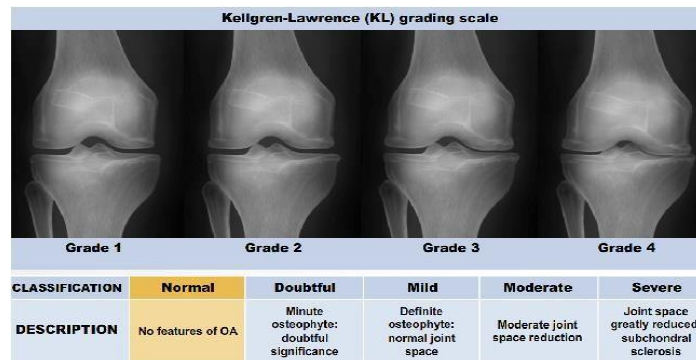 Kellgren-Lawrence (KL) grading scale
Grade 1 Grade 2 Grade 3 Grade 4
CLASSIFICATION Normal Doubtful Mild Moderate Severe
DESCRIPTION No features of OA Minute osteophyte: doubtful significance Definite osteophyte: normal joint space Moderate joint space reduction Joint space greatly reduced subchondral sclerosis